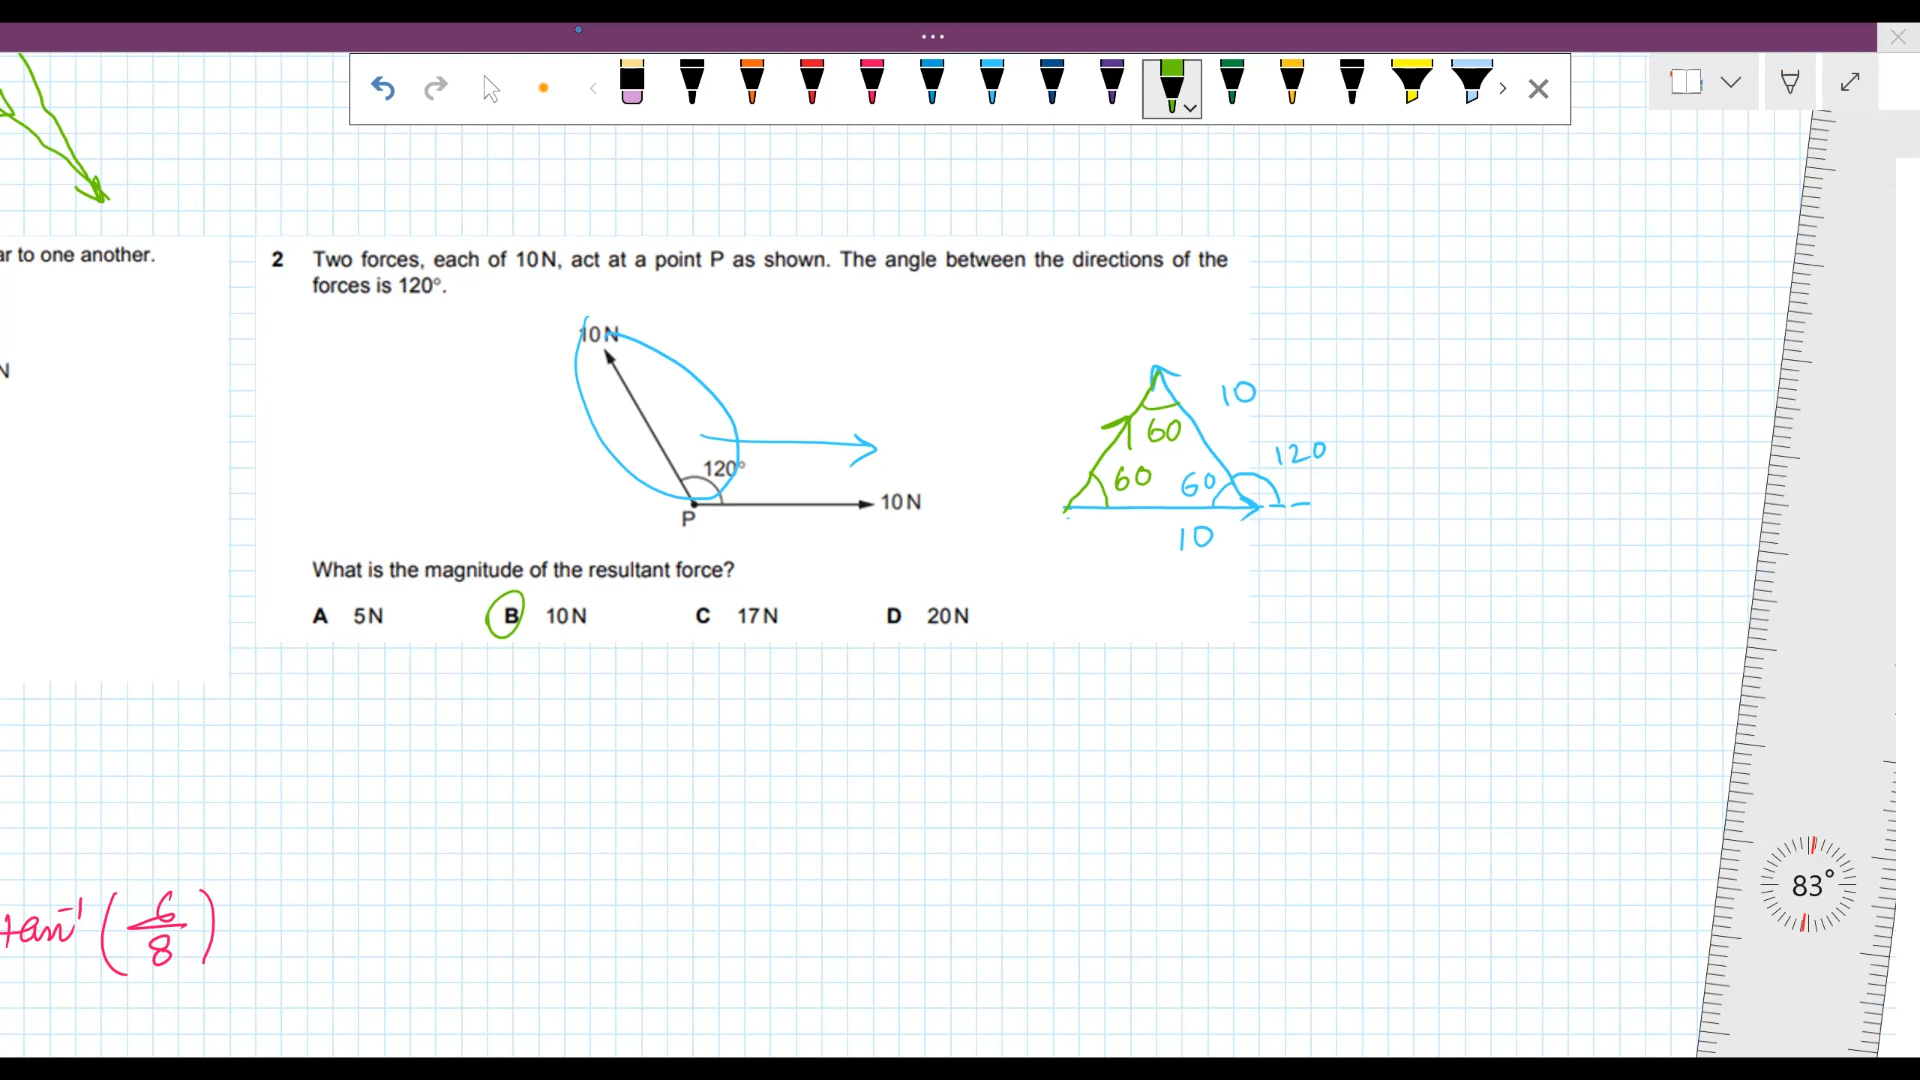 ar to one another.
N
2 Two forces, each of 10N, act at a point P as shown. The angle between the directions of the
forces is 120°.
10N
120°
P
10N
10
60
60
60
120
10
What is the magnitude of the resultant force?
A 5N B 10N C 17N D 20N
tan⁻¹ (6/8)
83°